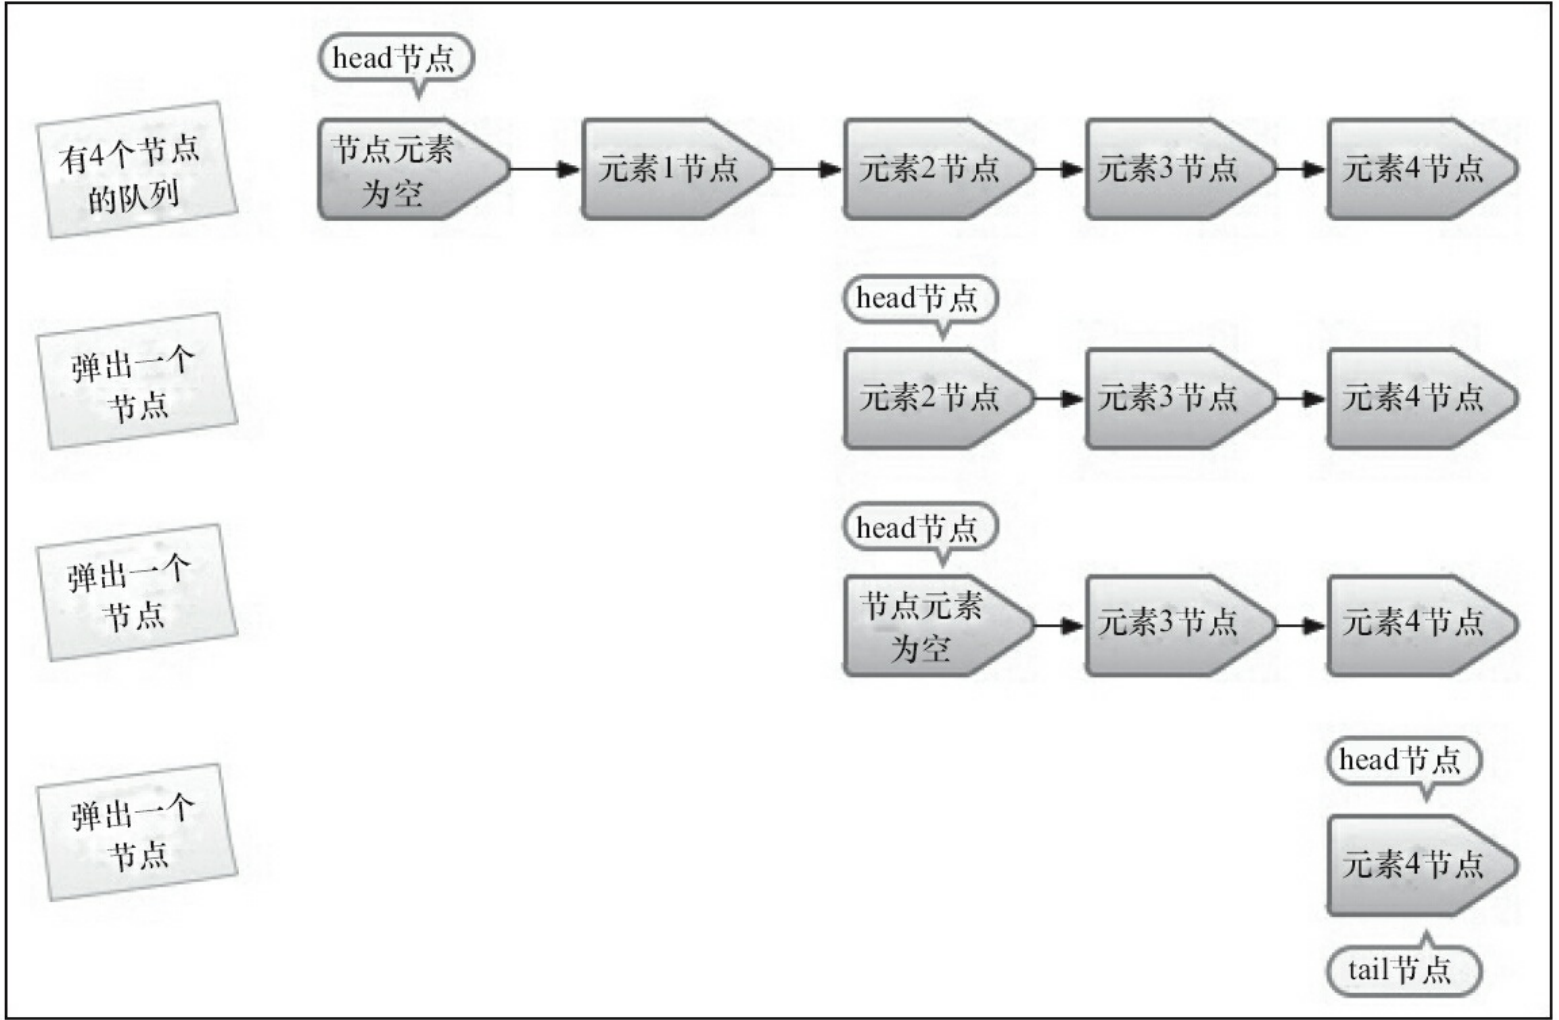 head节点
有4个节点
的队列
节点元素
为空
元素1节点
元素2节点
元素3节点
元素4节点
head节点
弹出一个
节点
元素2节点
元素3节点
元素4节点
head节点
弹出一个
节点
节点元素
为空
元素3节点
元素4节点
head节点
弹出一个
节点
元素4节点
tail节点